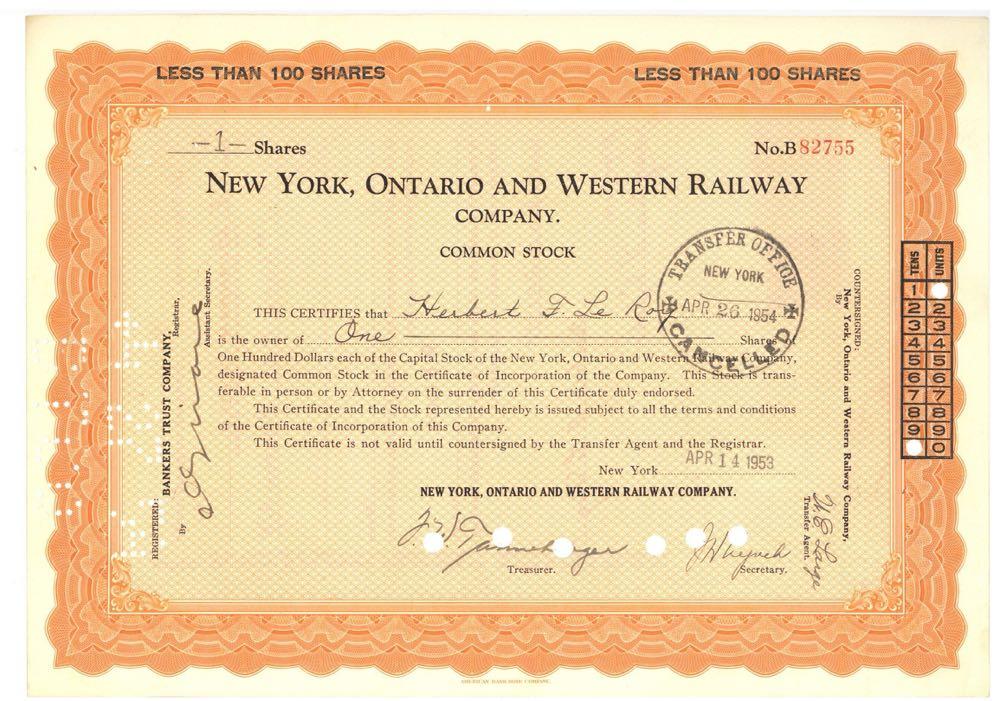 LESS THAN 100 SHARES LESS THAN 100 SHARES
—1— Shares No.B 82755
NEW YORK, ONTARIO AND WESTERN RAILWAY
COMPANY.
COMMON STOCK
TRANSFER OFFICE
NEW YORK
APR 26 1954
CANCELLED
THIS CERTIFIES that Herbert F. Le Roy
is the owner of One Shares of
One Hundred Dollars each of the Capital Stock of the New York, Ontario and Western Railway Company,
designated Common Stock in the Certificate of Incorporation of the Company. This Stock is trans-
ferable in person or by Attorney on the surrender of this Certificate duly endorsed.
This Certificate and the Stock represented hereby is issued subject to all the terms and conditions
of the Certificate of Incorporation of this Company.
This Certificate is not valid until countersigned by the Transfer Agent and the Registrar.
New York APR 14 1953
NEW YORK, ONTARIO AND WESTERN RAILWAY COMPANY.
Treasurer. Secretary.
REGISTERED:
BANKERS TRUST COMPANY,
Registrar,
By
Assistant Secretary.
COUNTERSIGNED:
New York, Ontario and Western Railway Company,
By
Transfer Agent.
TENS UNITS
1
2 2
3 3
4 4
5 5
6 6
7 7
8 8
9 9
0
AMERICAN BANK NOTE COMPANY.